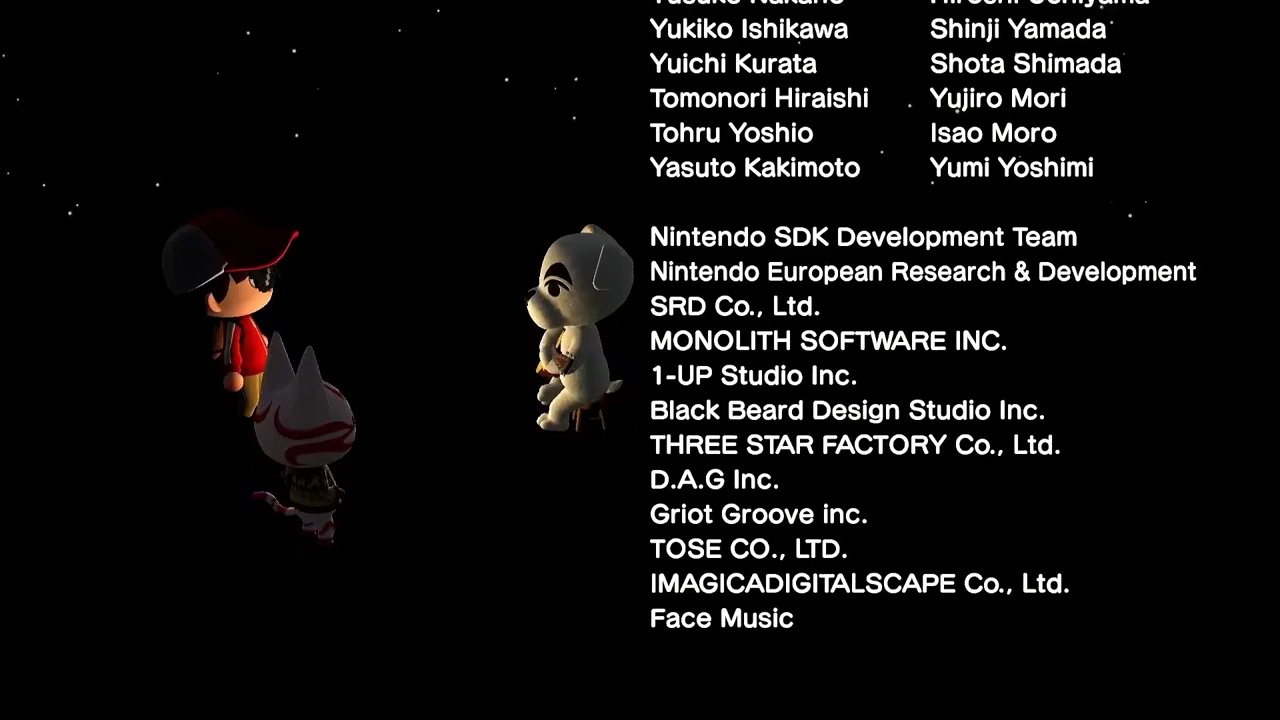 Yukiko Ishikawa Shinji Yamada
Yuichi Kurata Shota Shimada
Tomonori Hiraishi Yujiro Mori
Tohru Yoshio Isao Moro
Yasuto Kakimoto Yumi Yoshimi
Nintendo SDK Development Team
Nintendo European Research & Development
SRD Co., Ltd.
MONOLITH SOFTWARE INC.
1-UP Studio Inc.
Black Beard Design Studio Inc.
THREE STAR FACTORY Co., Ltd.
D.A.G Inc.
Griot Groove inc.
TOSE CO., LTD.
IMAGICADIGITALSCAPE Co., Ltd.
Face Music